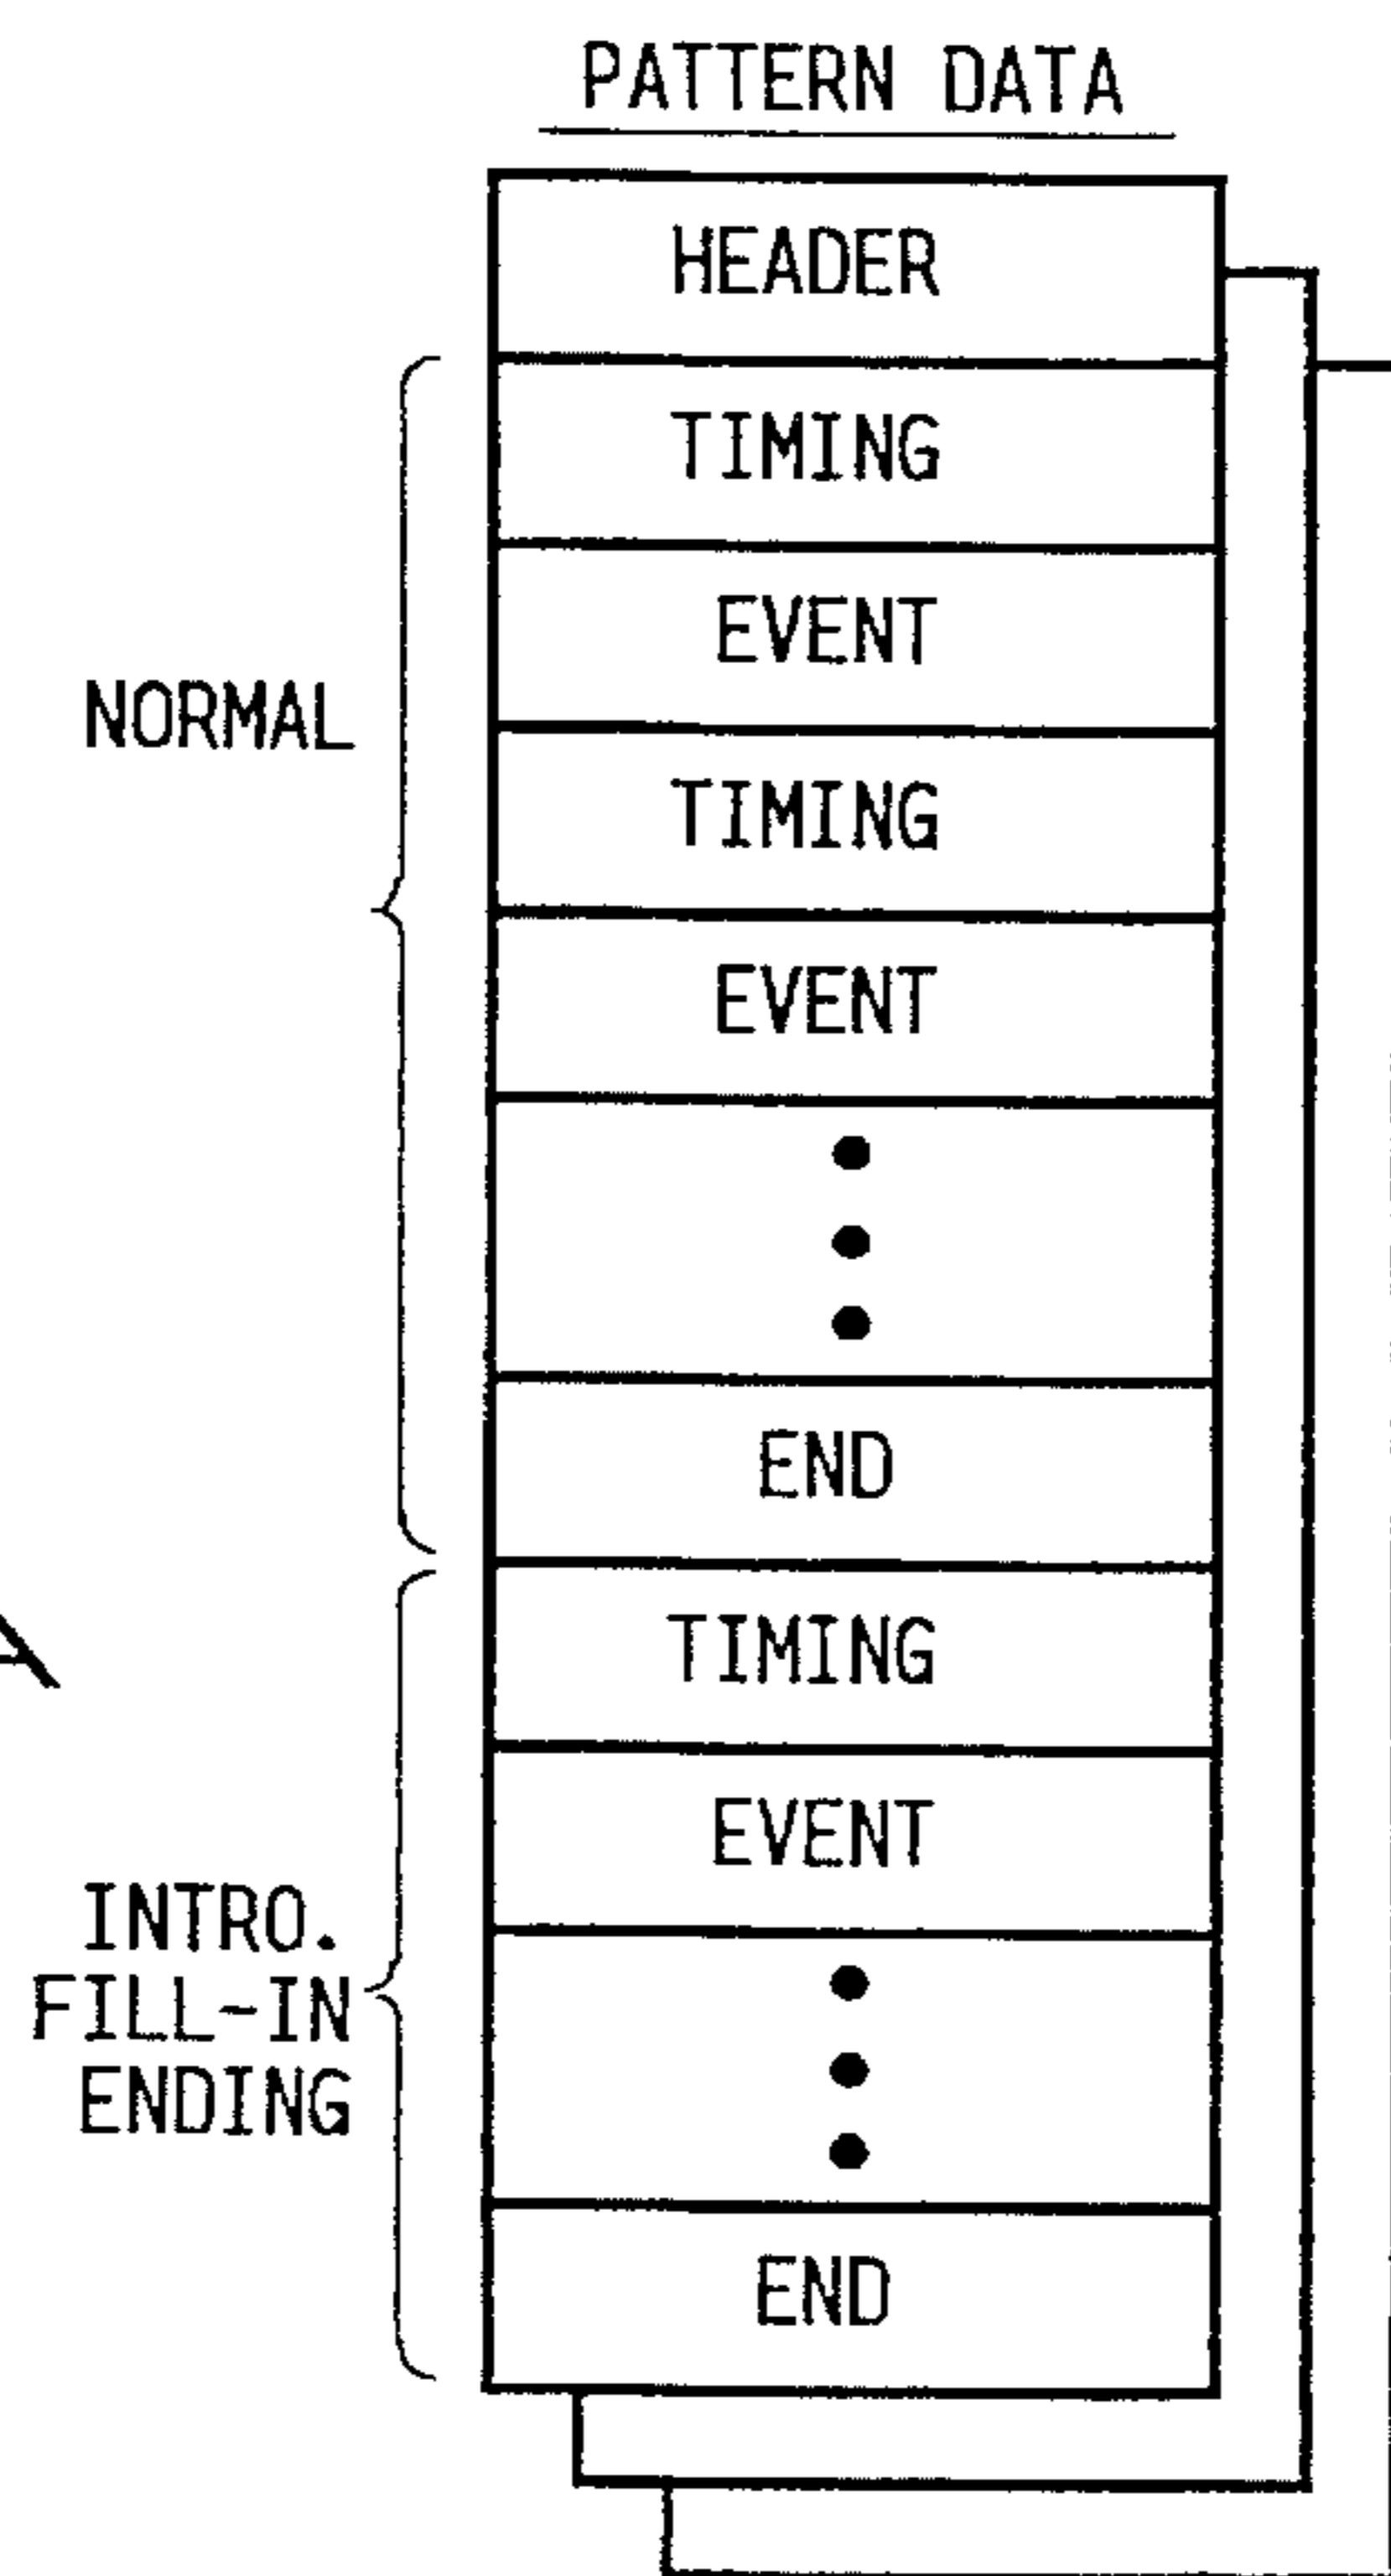 PATTERN DATA
HEADER
TIMING
EVENT
NORMAL
TIMING
EVENT
END
TIMING
EVENT
INTRO.
FILL-IN
ENDING
END